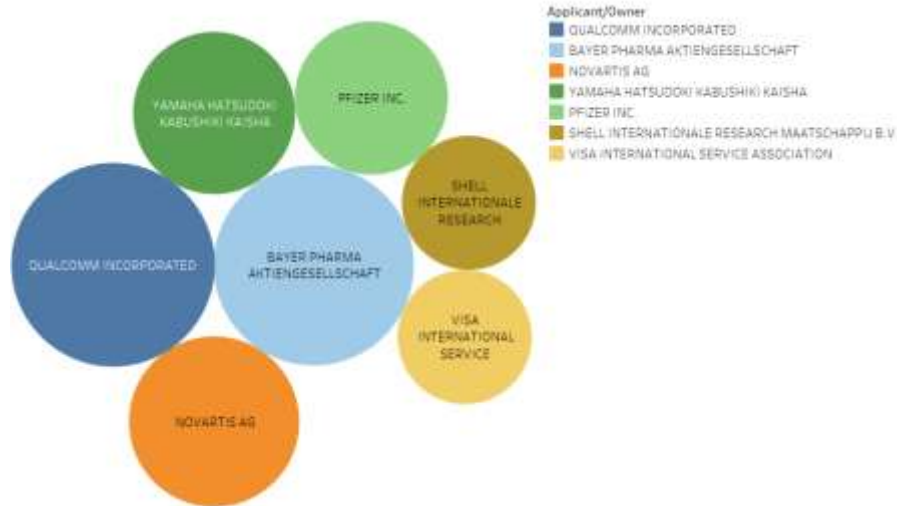 Applicant/Owner
QUALCOMM INCORPORATED
BAYER PHARMA AKTIENGESELLSCHAFT
NOVARTIS AG
YAMAHA HATSUDOKI KABUSHIKI KAISHA
PFIZER INC.
SHELL INTERNATIONALE RESEARCH MAATSCHAPPIJ B.V.
VISA INTERNATIONAL SERVICE ASSOCIATION
YAMAHA HATSUDOKI
KABUSHIKI KAISHA
PFIZER INC.
SHELL
INTERNATIONALE
RESEARCH
QUALCOMM INCORPORATED
BAYER PHARMA
AKTIENGESELLSCHAFT
VISA
INTERNATIONAL
SERVICE
NOVARTIS AG